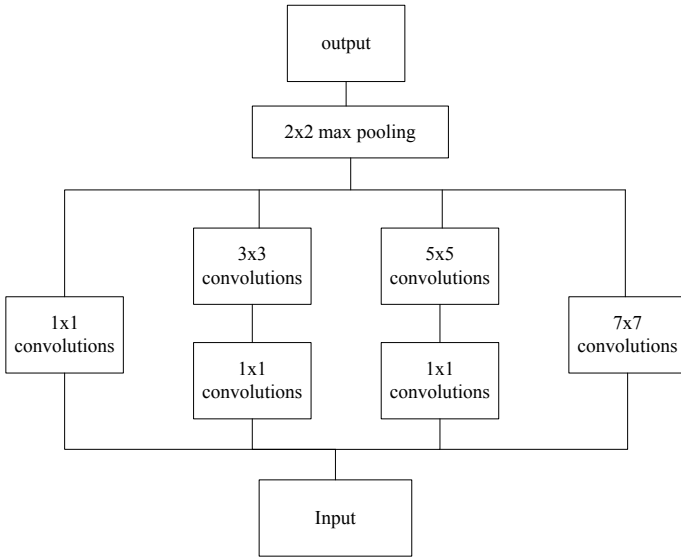 output
2x2 max pooling
3x3
convolutions
5x5
convolutions
1x1
convolutions
7x7
convolutions
1x1
convolutions
1x1
convolutions
Input